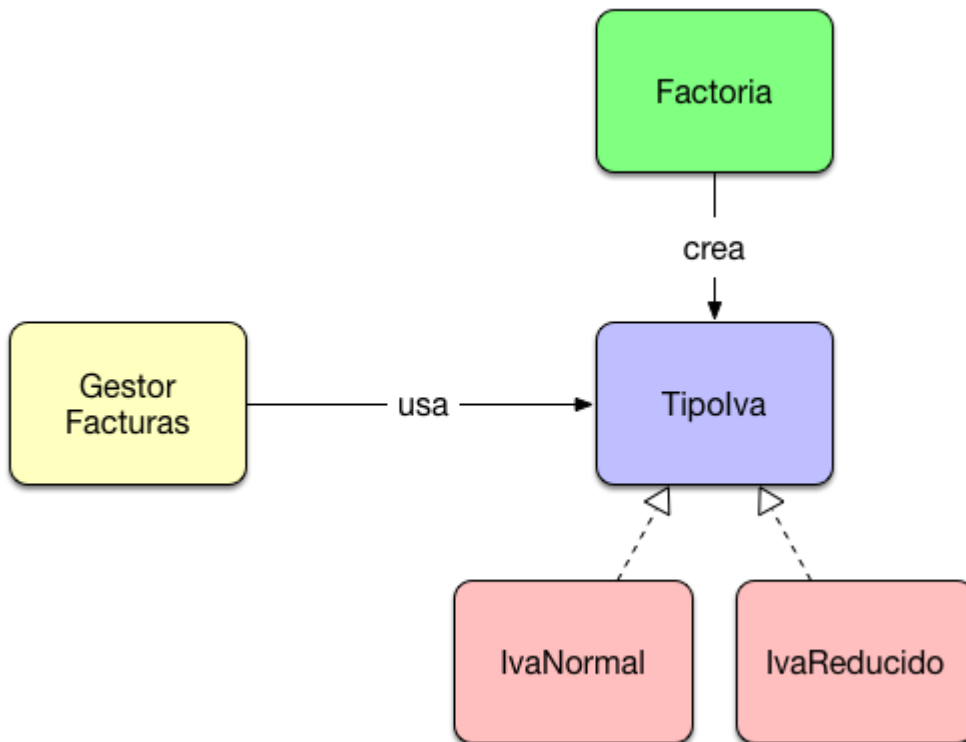 Factoria
crea
Gestor
Facturas
usa
TipoIva
IvaNormal
IvaReducido